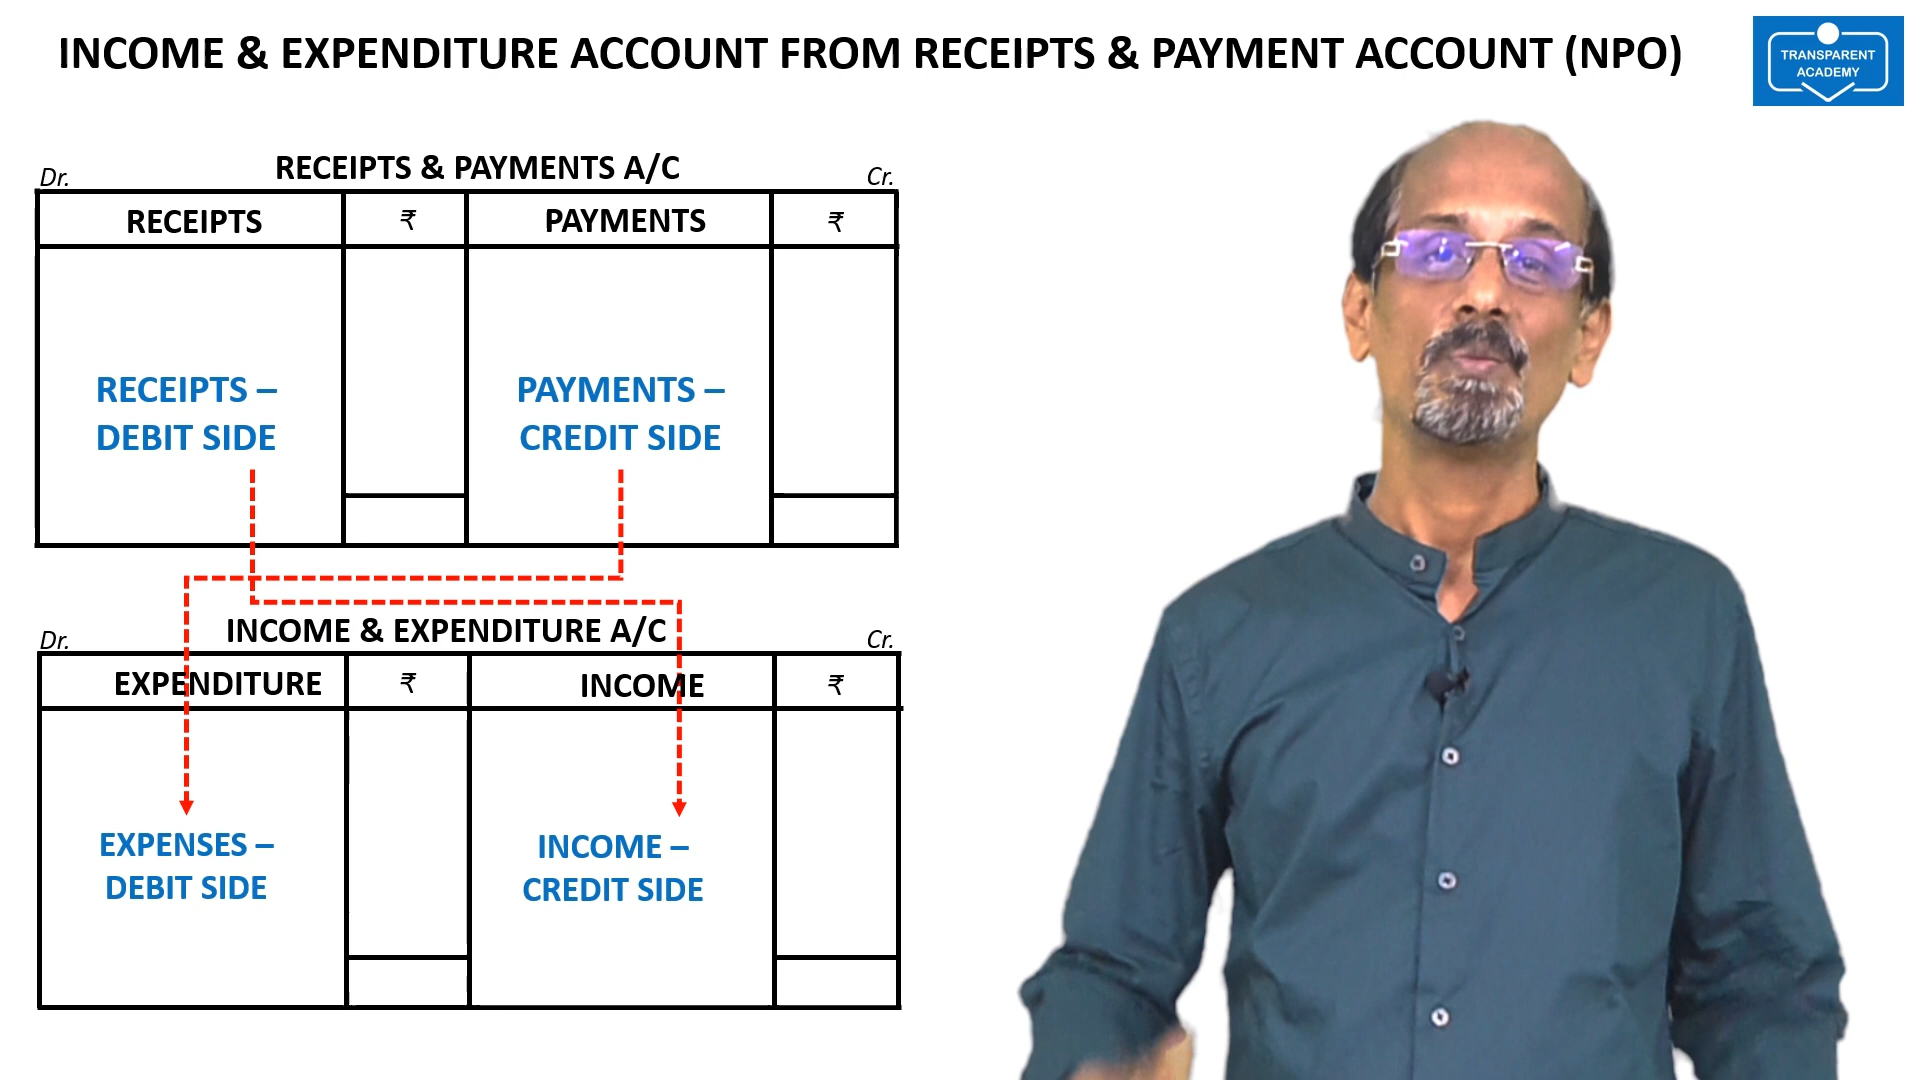 INCOME & EXPENDITURE ACCOUNT FROM RECEIPTS & PAYMENT ACCOUNT (NPO)
TRANSPARENT
ACADEMY
Dr. RECEIPTS & PAYMENTS A/C Cr.
RECEIPTS ₹ PAYMENTS ₹
RECEIPTS –
DEBIT SIDE
PAYMENTS –
CREDIT SIDE
Dr. INCOME & EXPENDITURE A/C Cr.
EXPENDITURE ₹ INCOME ₹
EXPENSES –
DEBIT SIDE
INCOME –
CREDIT SIDE